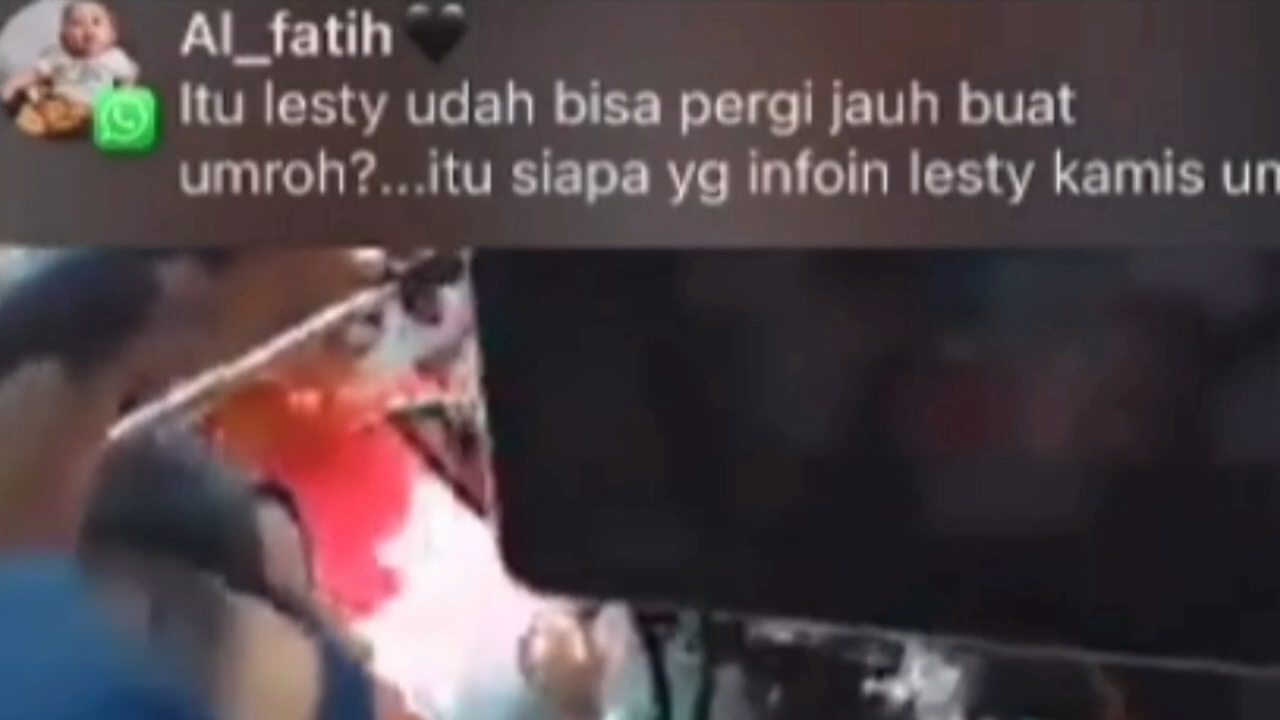 Al_fatih🖤
Itu lesty udah bisa pergi jauh buat
umroh?...itu siapa yg infoin lesty kamis